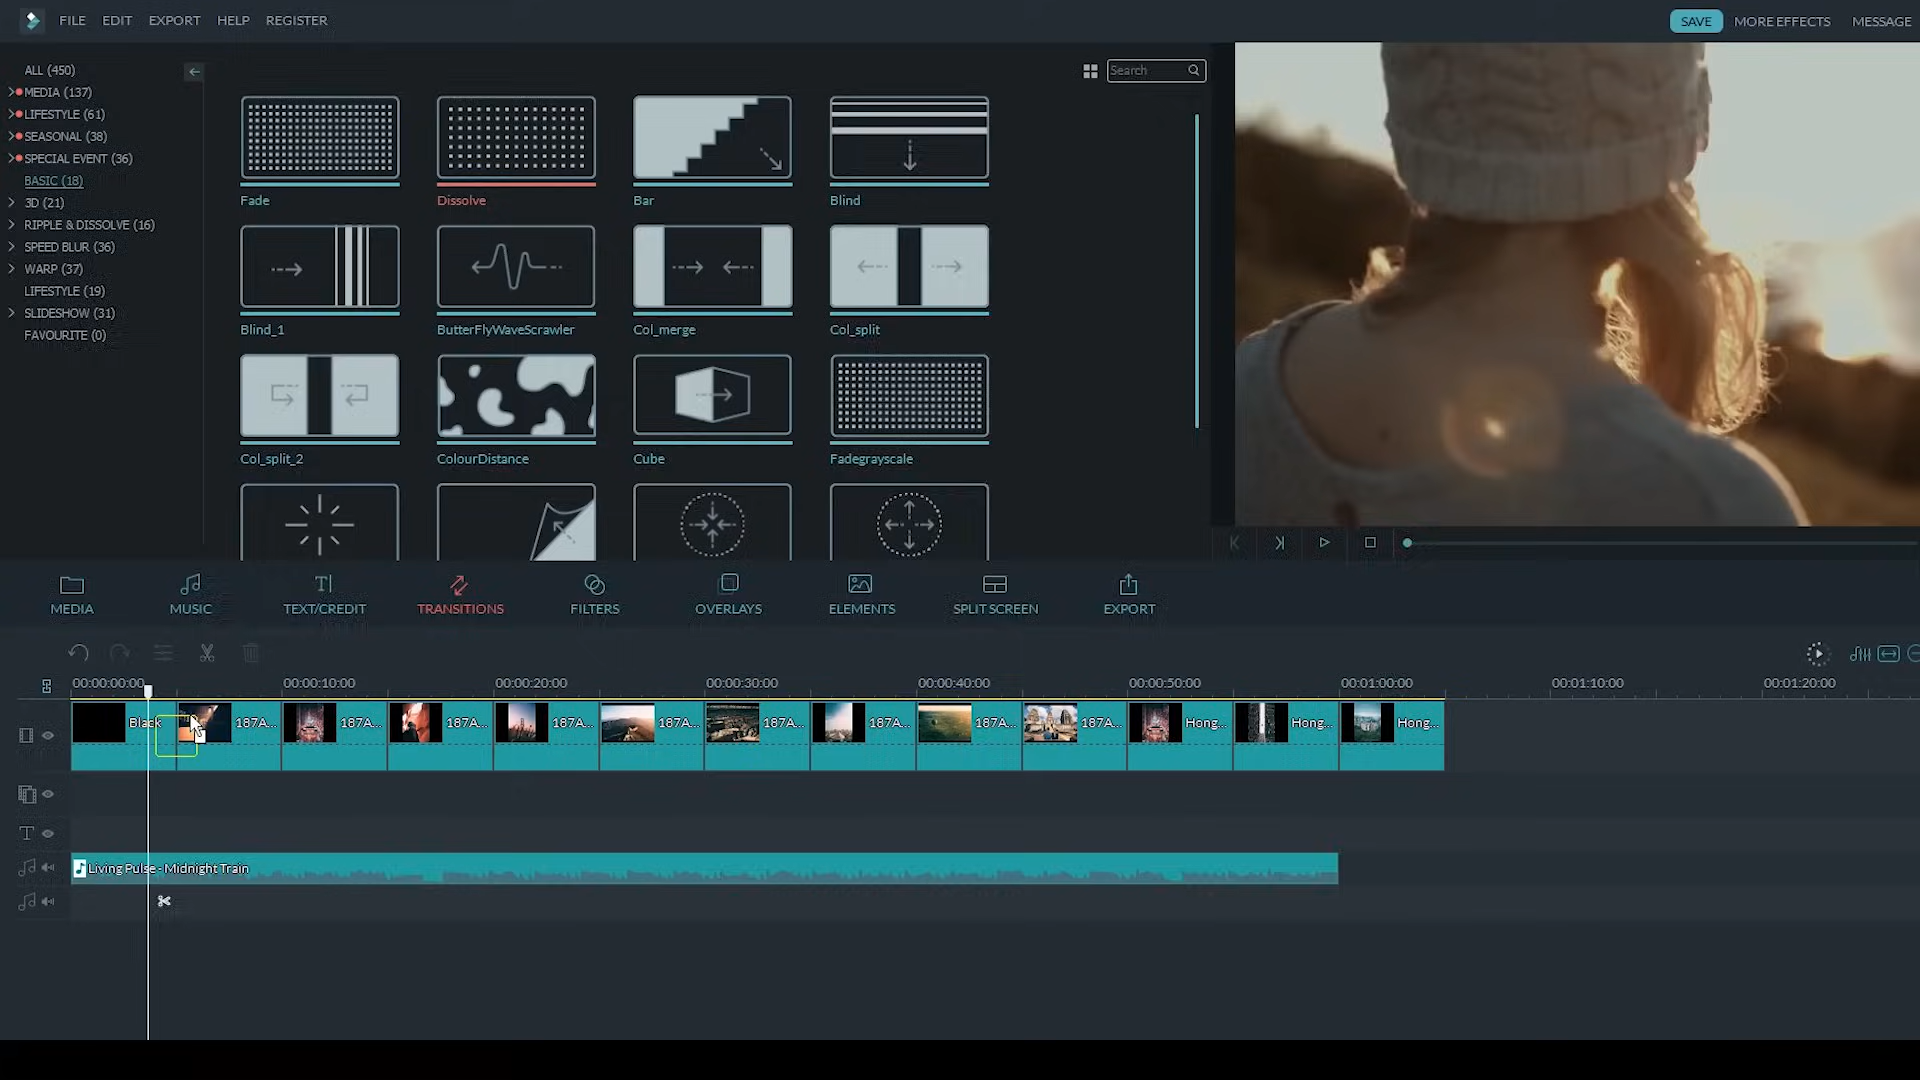 FILE EDIT EXPORT HELP REGISTER SAVE MORE EFFECTS MESSAGE
ALL (450)
MEDIA (137)
LIFESTYLE (61)
SEASONAL (38)
SPECIAL EVENT (36)
BASIC (18)
3D (21)
RIPPLE & DISSOLVE (16)
SPEED BLUR (36)
WARP (37)
LIFESTYLE (19)
SLIDESHOW (31)
FAVOURITE (0)
Search
Fade Dissolve Bar Blind
Blind_1 ButterFlyWaveScrawler Col_merge Col_split
Col_split_2 ColourDistance Cube Fadegrayscale
MEDIA MUSIC TEXT/CREDIT TRANSITIONS FILTERS OVERLAYS ELEMENTS SPLIT SCREEN EXPORT
00:00:00:00 00:00:10:00 00:00:20:00 00:00:30:00 00:00:40:00 00:00:50:00 00:01:00:00 00:01:10:00 00:01:20:00
Black 187A... 187A... 187A... 187A... 187A... 187A... 187A... 187A... 187A... Hong... Hong... Hong...
Living Pulse - Midnight Train